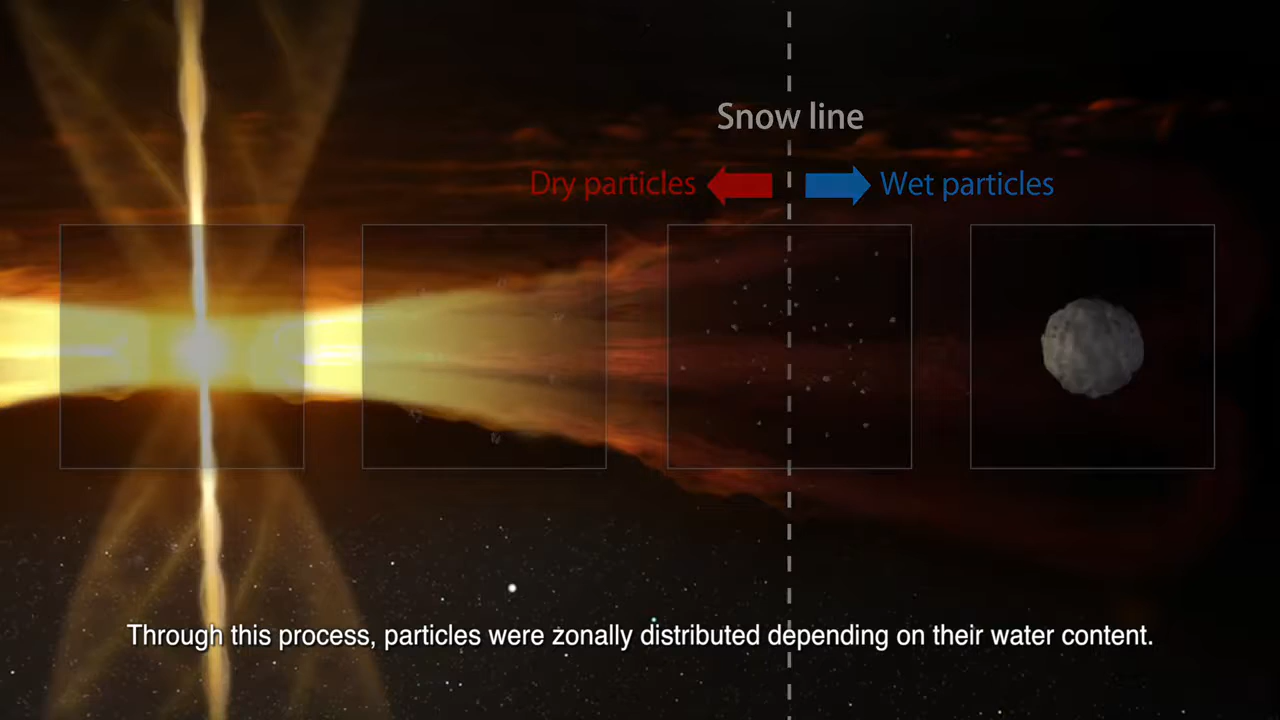 Snow line
Dry particles Wet particles
Through this process, particles were zonally distributed depending on their water content.